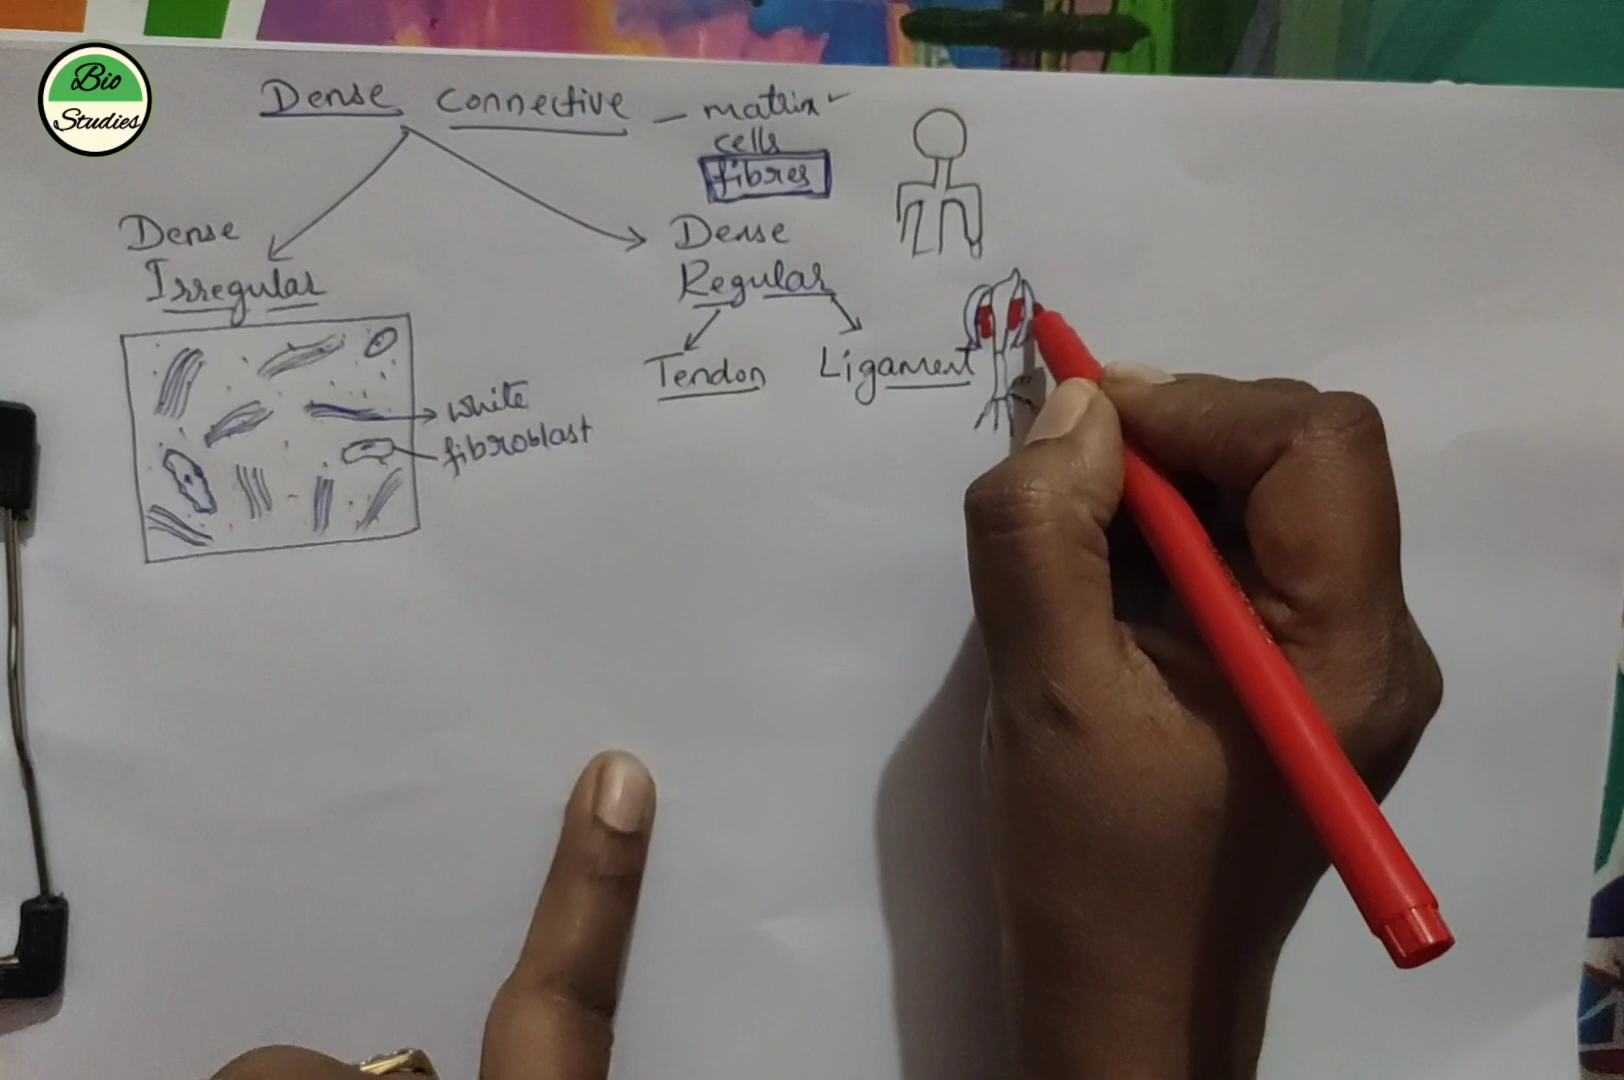 Bio
Studies
Dense connective - matrix
cells
fibres
Dense
Irregular
Dense
Regular
Tendon
Ligament
white
fibroblast